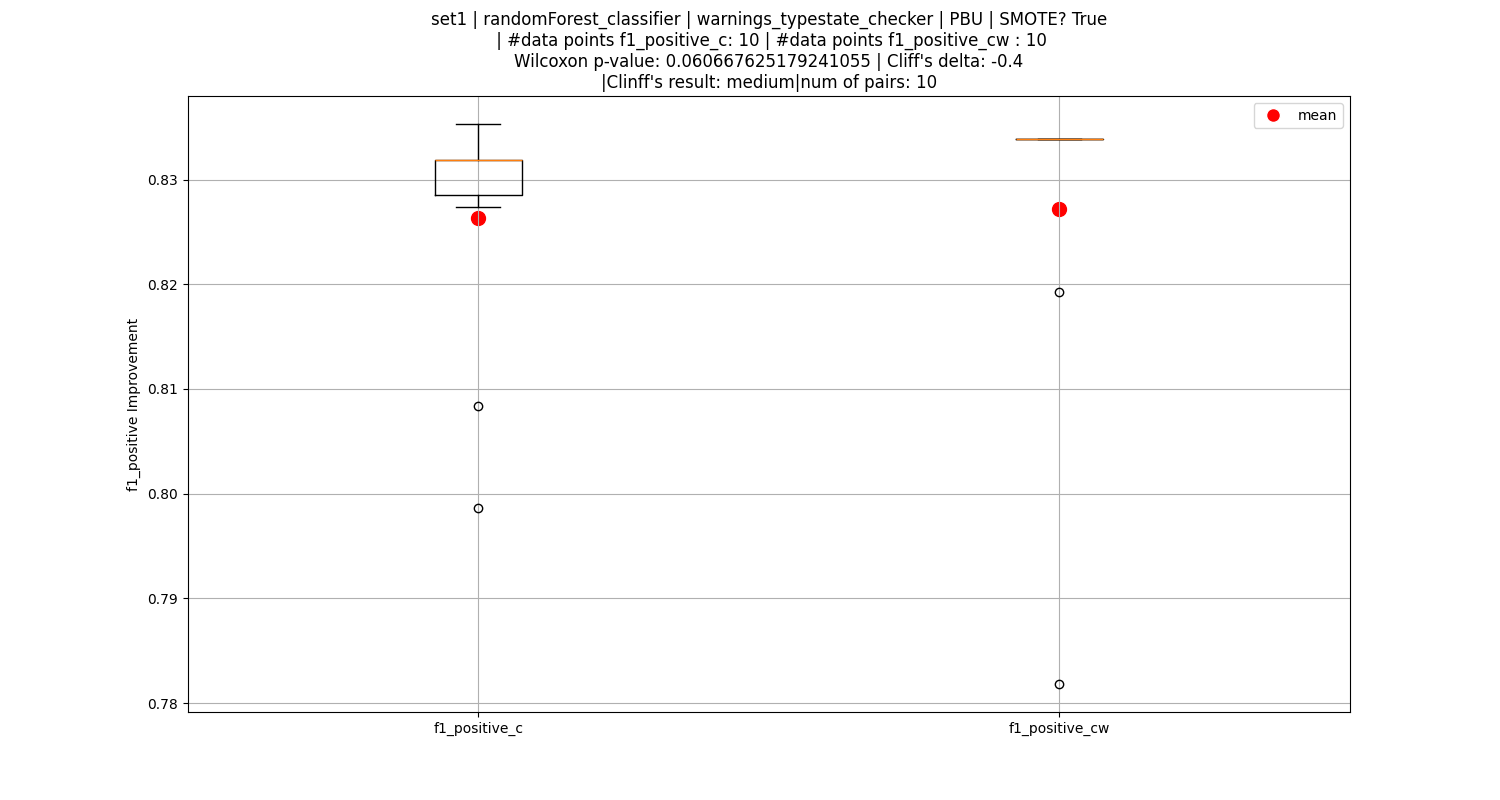 set1 | randomForest_classifier | warnings_typestate_checker | PBU | SMOTE? True
| #data points f1_positive_c: 10 | #data points f1_positive_cw : 10
Wilcoxon p-value: 0.060667625179241055 | Cliff's delta: -0.4
|Clinff's result: medium|num of pairs: 10
mean
0.83
0.82
0.81
0.80
0.79
0.78
f1_positive Improvement
f1_positive_c
f1_positive_cw